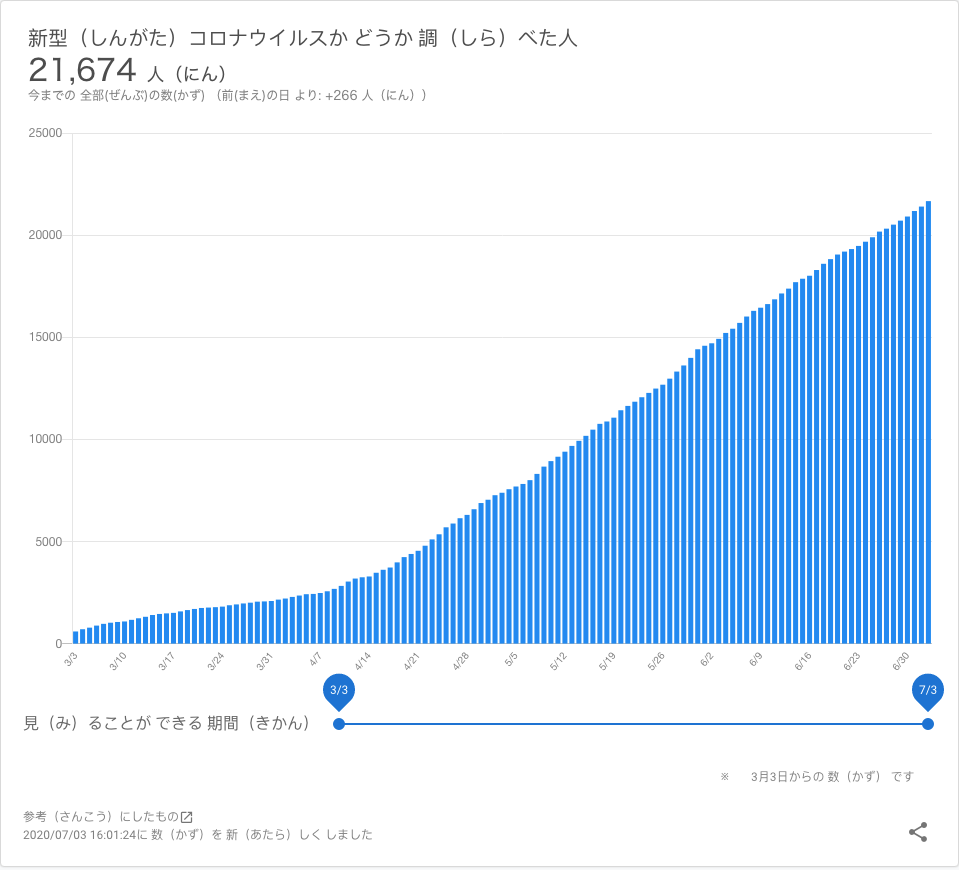 新型（しんがた）コロナウイルスか どうか 調（しら）べた人
21,674 人（にん）
今までの 全部(ぜんぶ)の数(かず) （前(まえ)の日 より: +266 人（にん））
25000
20000
15000
10000
5000
0
3/3 3/10 3/17 3/24 3/31 4/7 4/14 4/21 4/28 5/5 5/12 5/19 5/26 6/2 6/9 6/16 6/23 6/30
3/3 7/3
見（み）ることが できる 期間（きかん）
※ 3月3日からの 数（かず） です
参考（さんこう）にしたもの
2020/07/03 16:01:24に 数（かず）を 新（あたら）しく しました